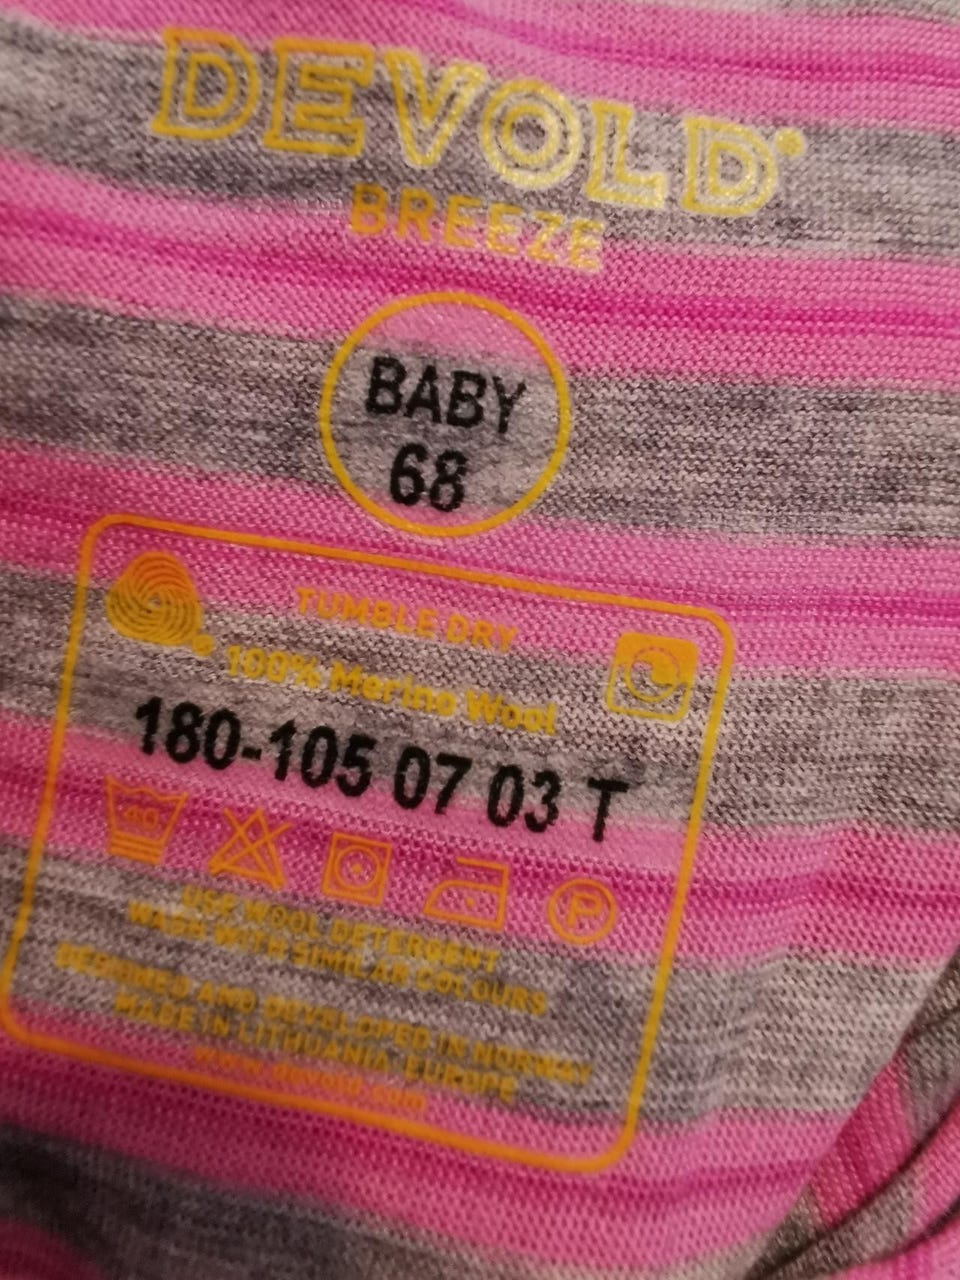 DEVOLD
BREEZE
BABY
68
TUMBLE DRY
100% Merino Wool
180-105 07 03 T
40
P
USE WOOL DETERGENT
WASH WITH SIMILAR COLOURS
DESIGNED AND DEVELOPED IN NORWAY
MADE IN LITHUANIA/EUROPE
www.devold.com